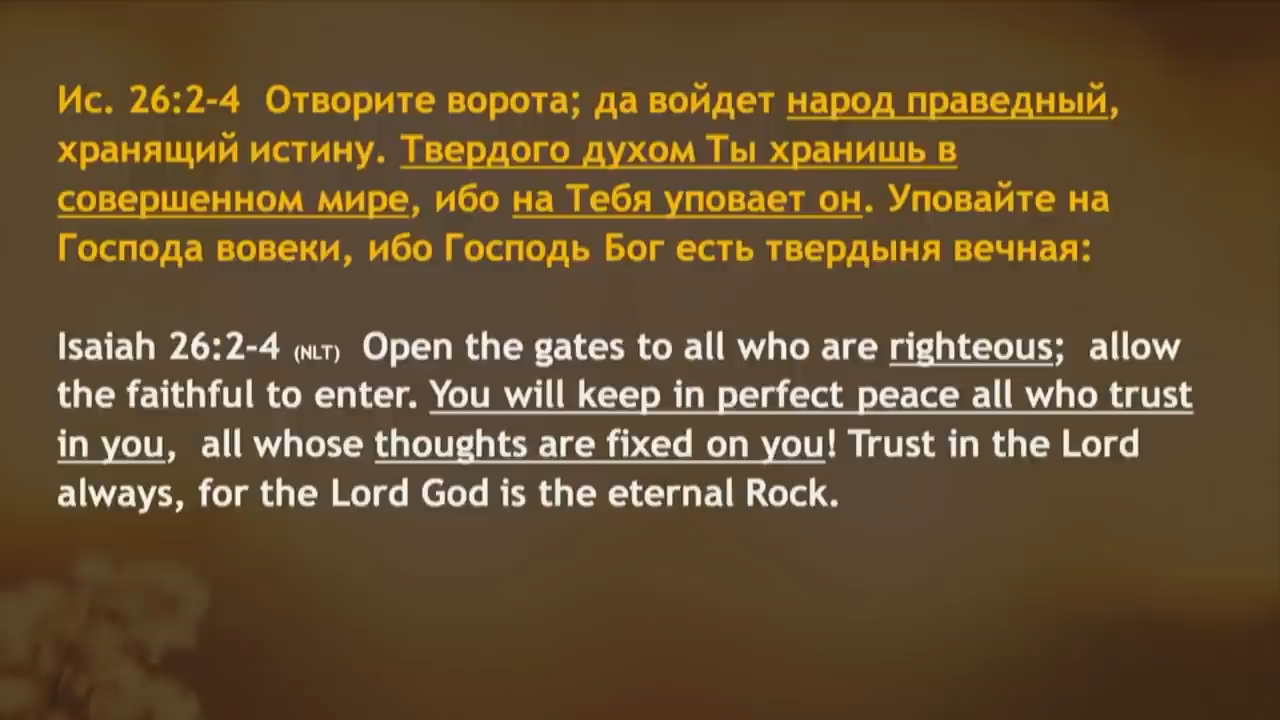 Ис. 26:2-4 Отворите ворота; да войдет народ праведный,
хранящий истину. Твердого духом Ты хранишь в
совершенном мире, ибо на Тебя уповает он. Уповайте на
Господа вовеки, ибо Господь Бог есть твердыня вечная:
Isaiah 26:2-4 (NLT) Open the gates to all who are righteous; allow
the faithful to enter. You will keep in perfect peace all who trust
in you, all whose thoughts are fixed on you! Trust in the Lord
always, for the Lord God is the eternal Rock.